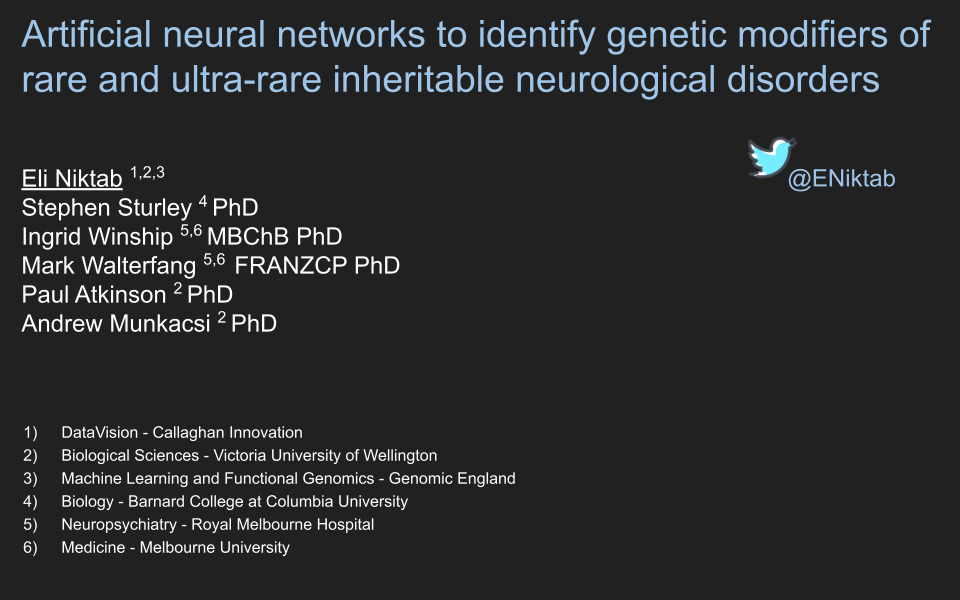 Artificial neural networks to identify genetic modifiers of
rare and ultra-rare inheritable neurological disorders
@ENiktab
Eli Niktab 1,2,3
Stephen Sturley 4 PhD
Ingrid Winship 5,6 MBChB PhD
Mark Walterfang 5,6 FRANZCP PhD
Paul Atkinson 2 PhD
Andrew Munkacsi 2 PhD
1) DataVision - Callaghan Innovation
2) Biological Sciences - Victoria University of Wellington
3) Machine Learning and Functional Genomics - Genomic England
4) Biology - Barnard College at Columbia University
5) Neuropsychiatry - Royal Melbourne Hospital
6) Medicine - Melbourne University